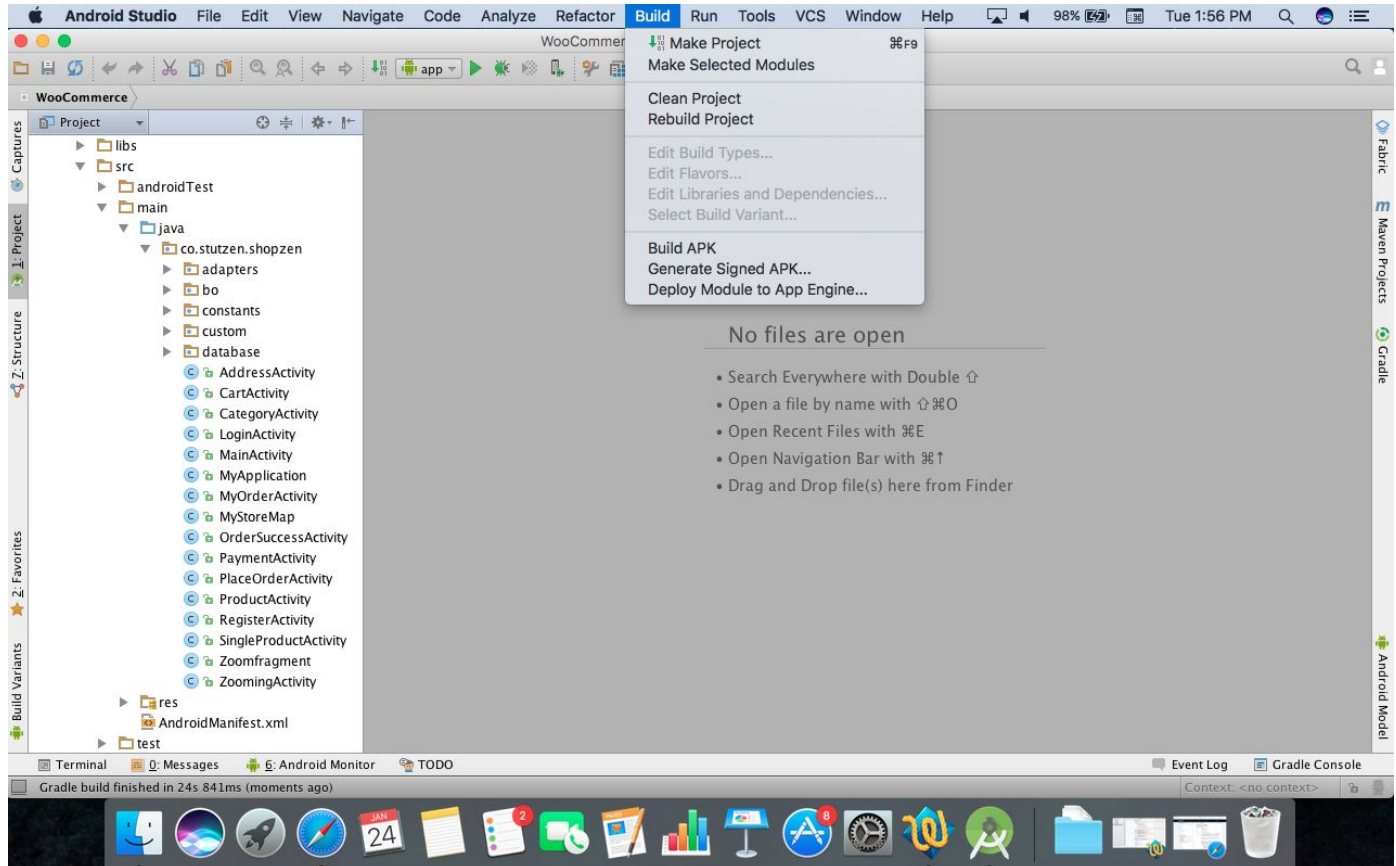 Android Studio File Edit View Navigate Code Analyze Refactor Build Run Tools VCS Window Help 98% Tue 1:56 PM
WooCommer
app
WooCommerce
Project
libs
src
androidTest
main
java
co.stutzen.shopzen
adapters
bo
constants
custom
database
AddressActivity
CartActivity
CategoryActivity
LoginActivity
MainActivity
MyApplication
MyOrderActivity
MyStoreMap
OrderSuccessActivity
PaymentActivity
PlaceOrderActivity
ProductActivity
RegisterActivity
SingleProductActivity
Zoomfragment
ZoomingActivity
res
AndroidManifest.xml
test
Captures
1: Project
7: Structure
2: Favorites
Build Variants
Make Project ⌘F9
Make Selected Modules
Clean Project
Rebuild Project
Edit Build Types...
Edit Flavors...
Edit Libraries and Dependencies...
Select Build Variant...
Build APK
Generate Signed APK...
Deploy Module to App Engine...
No files are open
• Search Everywhere with Double ⇧
• Open a file by name with ⇧⌘O
• Open Recent Files with ⌘E
• Open Navigation Bar with ⌘↑
• Drag and Drop file(s) here from Finder
Fabric
m Maven Projects
Gradle
Android Model
Terminal 0: Messages 6: Android Monitor TODO Event Log Gradle Console
Gradle build finished in 24s 841ms (moments ago) Context: <no context>
JAN
24
2
8